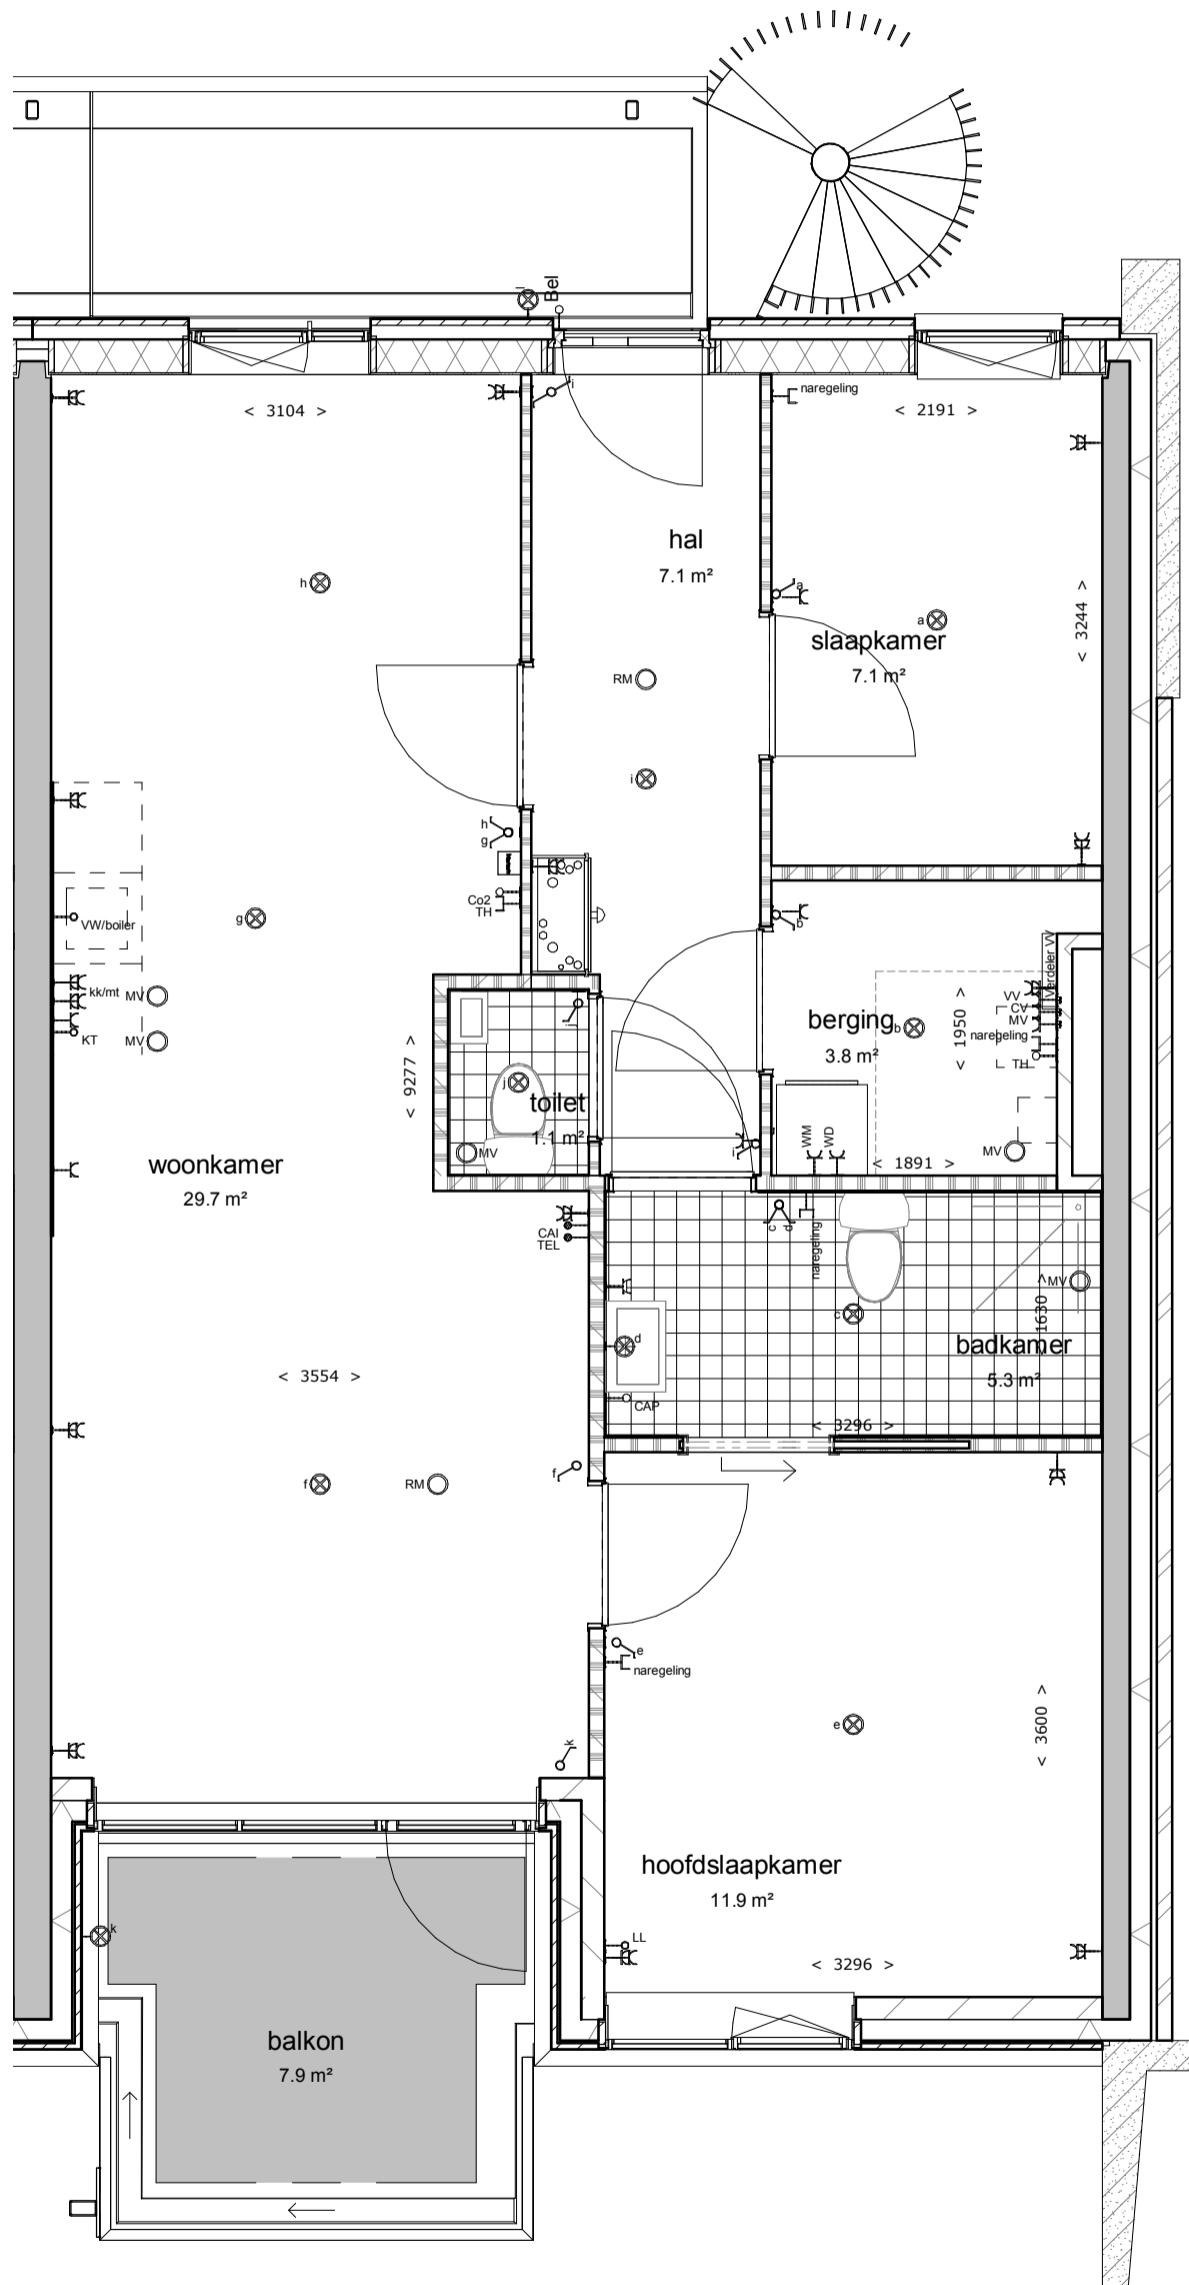 Bel
i
naregeling
< 3104 >
< 2191 >
hal
7.1 m²
h
a
a
< 3244 >
slaapkamer
7.1 m²
RM
i
h
g
Co2
TH
g
VW/boiler
b
Verdeler VV
kk/mt
MV
KT
MV
VV
CV
MV
naregeling
TH
berging
b
3.8 m²
< 1950 >
< 9277 >
j
j
toilet
1.1 m²
MV
i
WM
WD
MV
< 1891 >
woonkamer
29.7 m²
CAI
TEL
c
d
naregeling
MV
< 1630 >
c
d
badkamer
5.3 m²
CAP
< 3554 >
< 3296 >
f
f
RM
e
naregeling
e
< 3600 >
k
hoofdslaapkamer
11.9 m²
k
LL
< 3296 >
balkon
7.9 m²